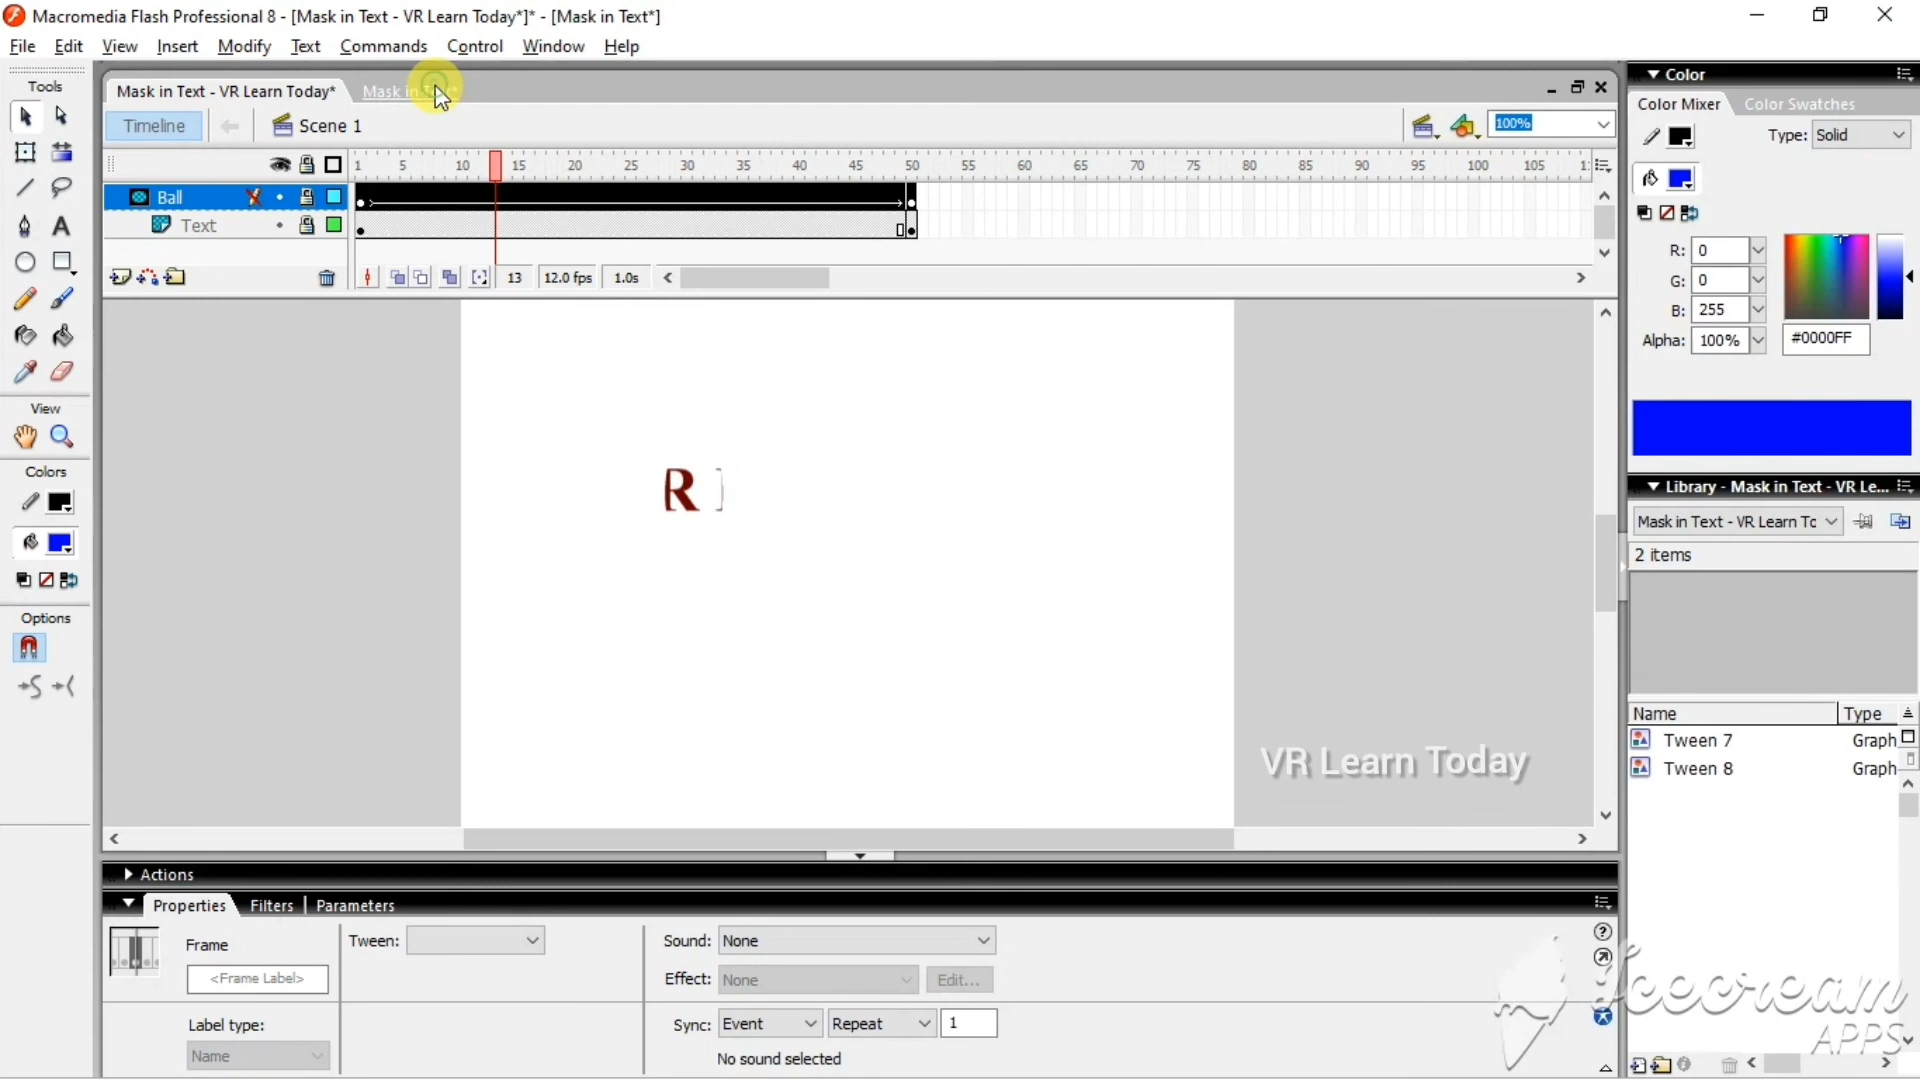 Macromedia Flash Professional 8 - [Mask in Text - VR Learn Today*]* - [Mask in Text*]
File Edit View Insert Modify Text Commands Control Window Help
Tools
Mask in Text - VR Learn Today*
Timeline
Scene 1
100%
1 5 10 15 20 25 30 35 40 45 50 55 60 65 70 75 80 85 90 95 100 105
Ball
Text
13 12.0 fps 1.0s
View
Colors
Options
R
VR Learn Today
Color
Color Mixer Color Swatches
Type: Solid
R: 0
G: 0
B: 255
Alpha: 100% #0000FF
Library - Mask in Text - VR Le...
Mask in Text - VR Learn Tc
2 items
Name Type
Tween 7 Graph
Tween 8 Graph
Actions
Properties Filters Parameters
Frame
<Frame Label>
Label type:
Name
Tween:
Sound: None
Effect: None Edit...
Sync: Event Repeat 1
No sound selected
Icecream
APPS